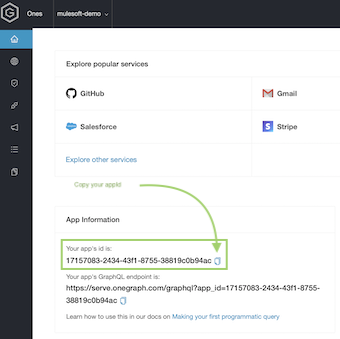 Ones mulesoft-demo
Explore popular services
GitHub Gmail
Salesforce Stripe
Explore other services
Copy your appId
App Information
Your app's id is:
17157083-2434-43f1-8755-38819c0b94ac
Your app's GraphQL endpoint is:
https://serve.onegraph.com/graphql?app_id=17157083-2434-43f1-8755-
38819c0b94ac
Learn how to use this in our docs on Making your first programmatic query